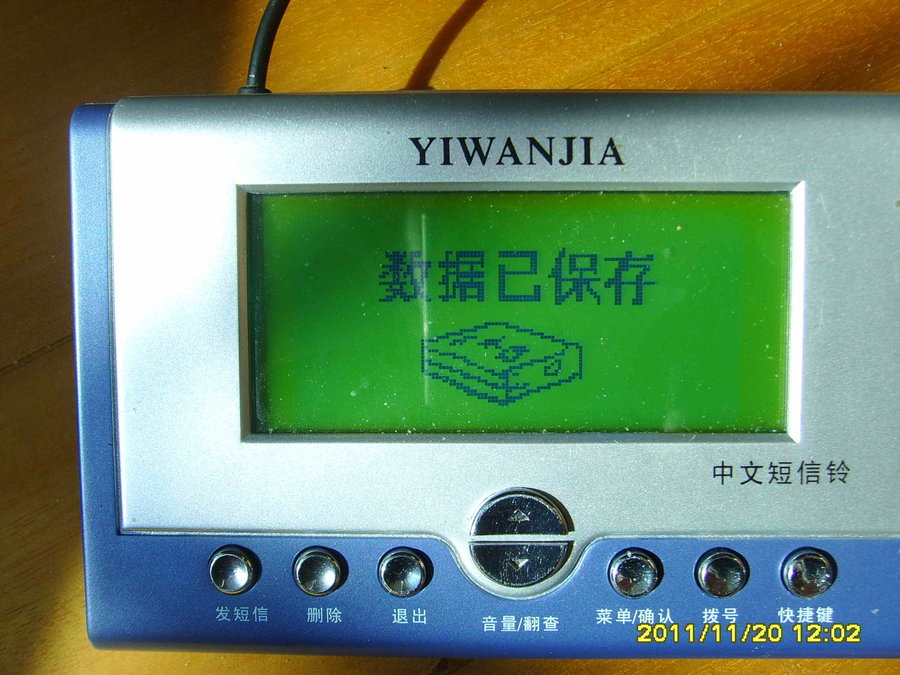 YIWANJIA
数据已保存
中文短信铃
发短信 删除 退出 音量/翻查 菜单/确认 拨号 快捷键
2011/11/20 12:02